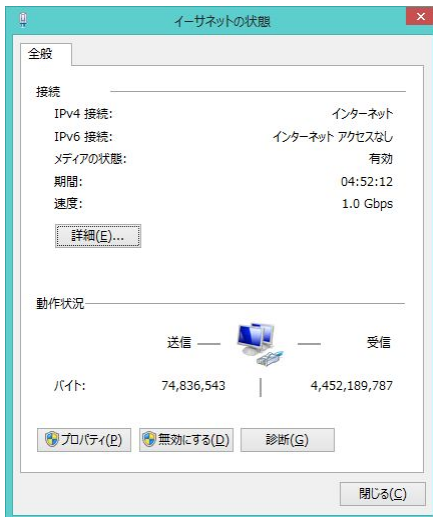 イーサネットの状態
全般
接続
IPv4 接続: インターネット
IPv6 接続: インターネット アクセスなし
メディアの状態: 有効
期間: 04:52:12
速度: 1.0 Gbps
詳細(E)...
動作状況
送信 — — 受信
バイト: 74,836,543 4,452,189,787
プロパティ(P) 無効にする(D) 診断(G)
閉じる(C)